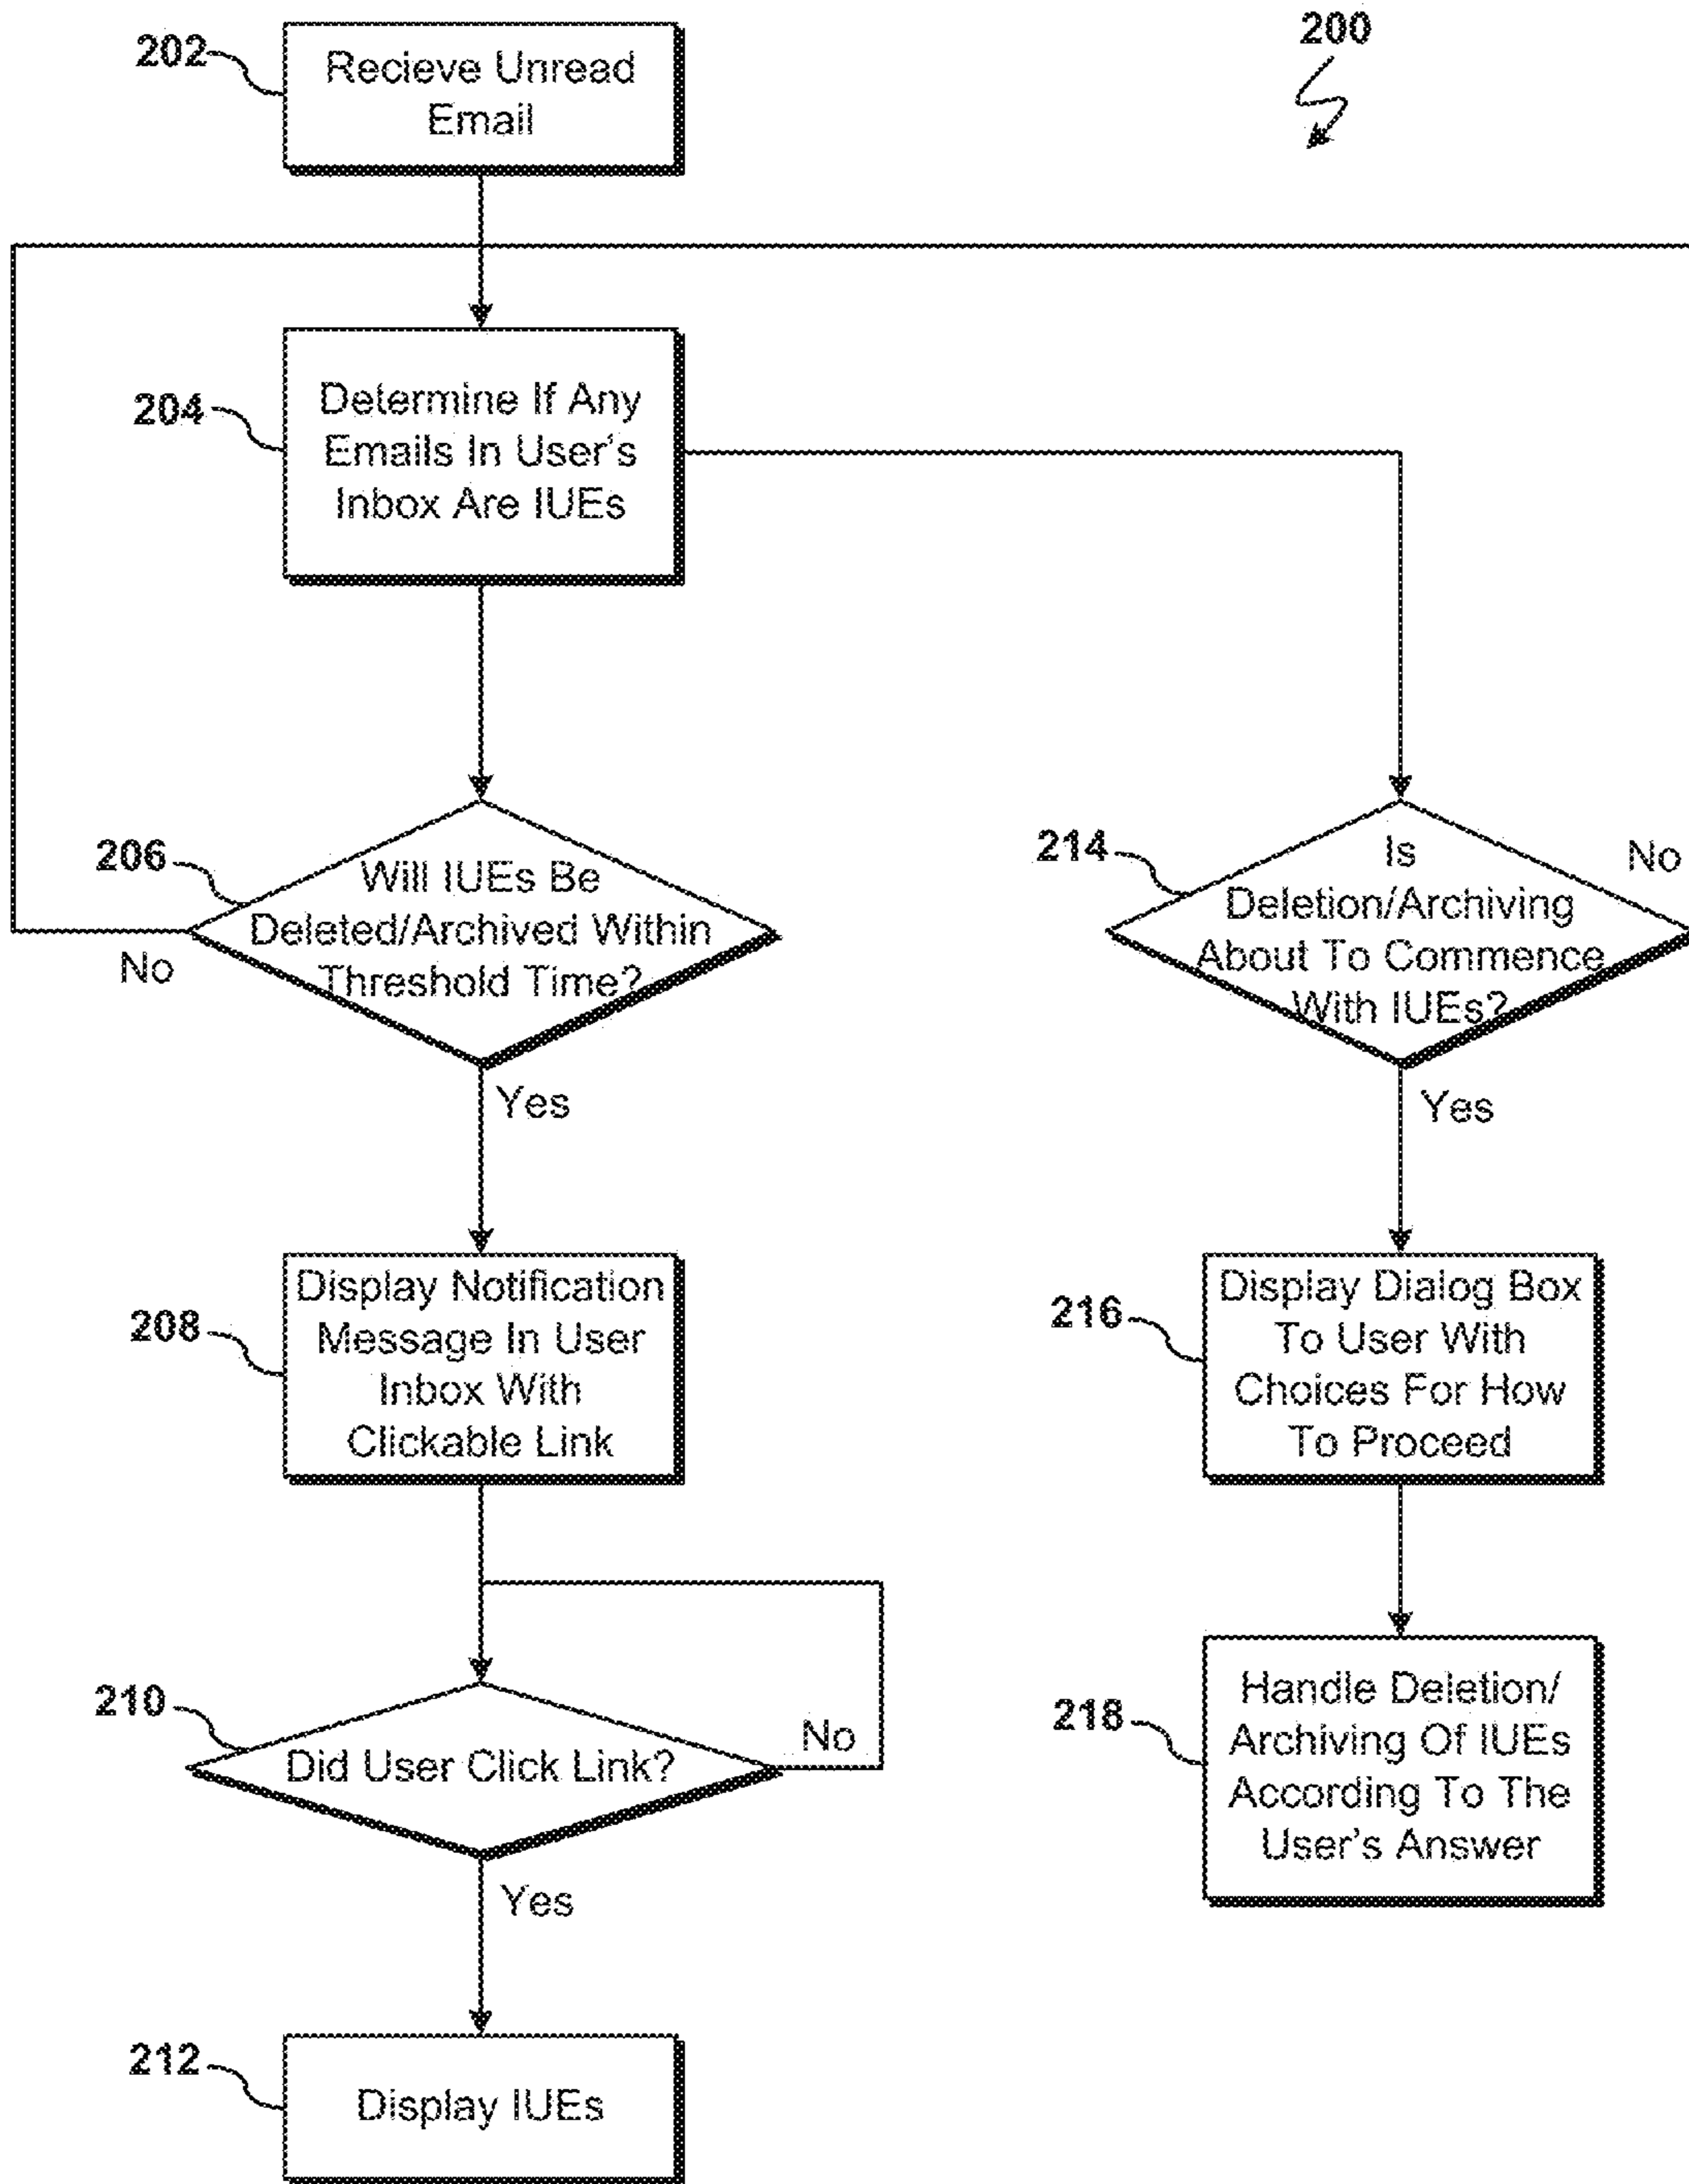 200
202
Recieve Unread
Email
204
Determine If Any
Emails In User's
Inbox Are IUEs
206
Will IUEs Be
Deleted/Archived Within
Threshold Time?
No
Yes
208
Display Notification
Message In User
Inbox With
Clickable Link
210
Did User Click Link?
No
Yes
212
Display IUEs
214
Is
Deletion/Archiving
About To Commence
With IUEs?
No
Yes
216
Display Dialog Box
To User With
Choices For How
To Proceed
218
Handle Deletion/
Archiving Of IUEs
According To The
User's Answer